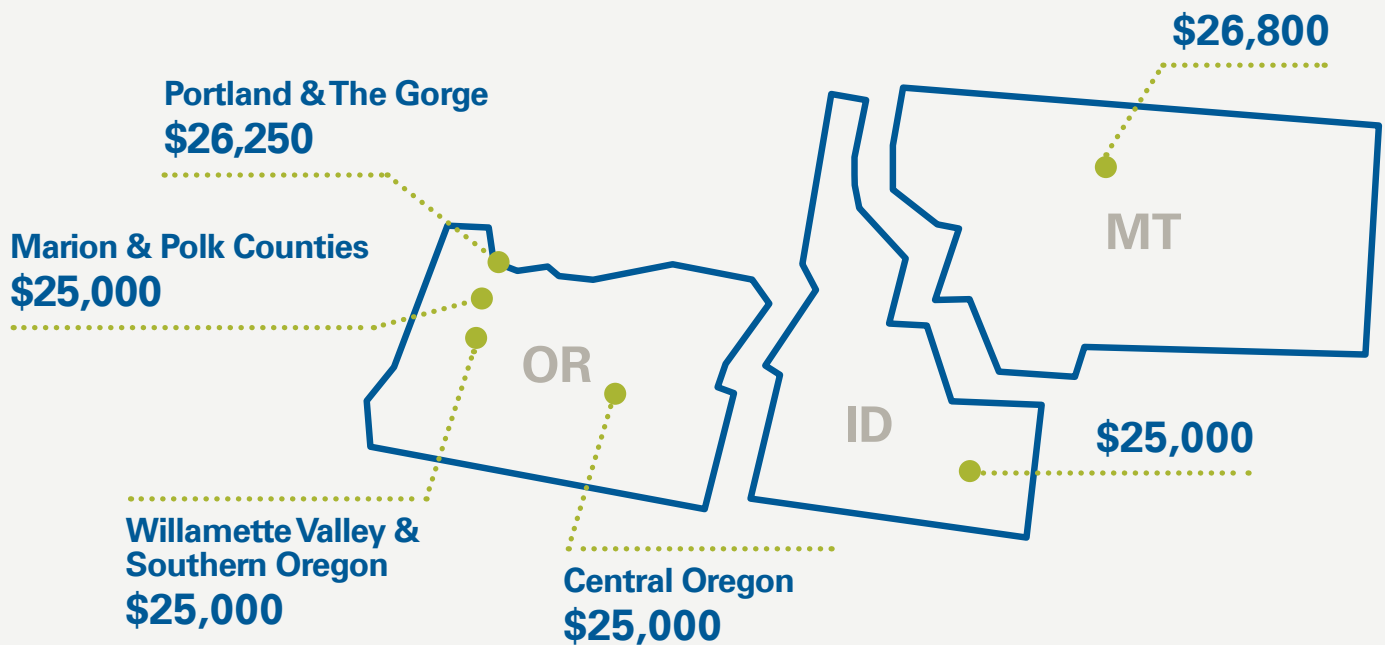 $26,800
Portland & The Gorge
$26,250
Marion & Polk Counties
$25,000
MT
OR
ID
$25,000
Willamette Valley &
Southern Oregon
$25,000
Central Oregon
$25,000